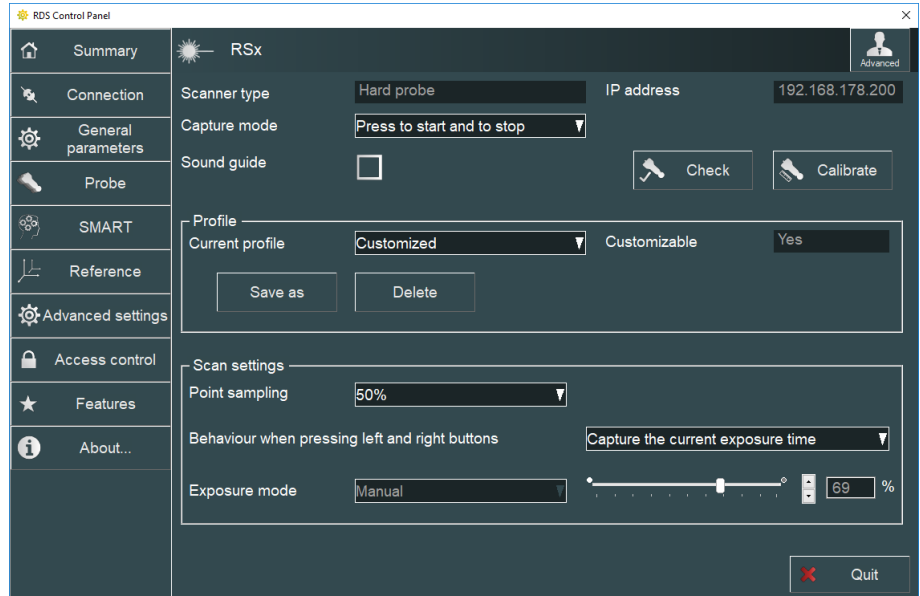 RDS Control Panel
Summary
Connection
General
parameters
Probe
SMART
Reference
Advanced settings
Access control
Features
About...
RSx
Advanced
Scanner type
Hard probe
IP address
192.168.178.200
Capture mode
Press to start and to stop
Sound guide
Check
Calibrate
Profile
Current profile
Customized
Customizable
Yes
Save as
Delete
Scan settings
Point sampling
50%
Behaviour when pressing left and right buttons
Capture the current exposure time
Exposure mode
Manual
69 %
Quit